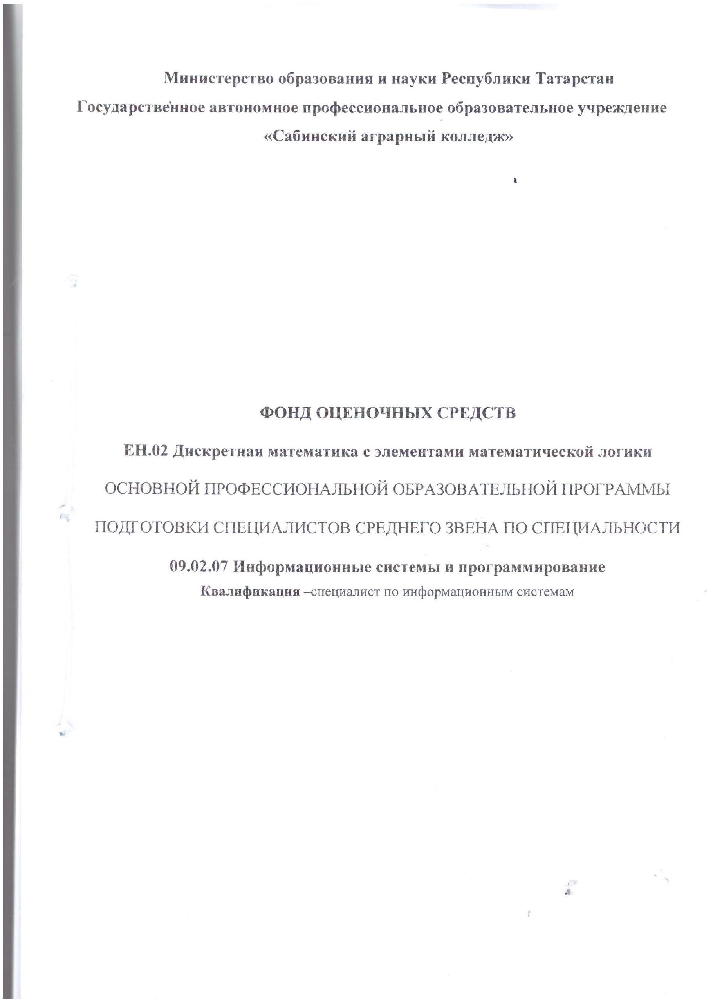 Министерство образования и науки Республики Татарстан
Государственное автономное профессиональное образовательное учреждение
«Сабинский аграрный колледж»
ФОНД ОЦЕНОЧНЫХ СРЕДСТВ
ЕН.02 Дискретная математика с элементами математической логики
ОСНОВНОЙ ПРОФЕССИОНАЛЬНОЙ ОБРАЗОВАТЕЛЬНОЙ ПРОГРАММЫ
ПОДГОТОВКИ СПЕЦИАЛИСТОВ СРЕДНЕГО ЗВЕНА ПО СПЕЦИАЛЬНОСТИ
09.02.07 Информационные системы и программирование
Квалификация –специалист по информационным системам